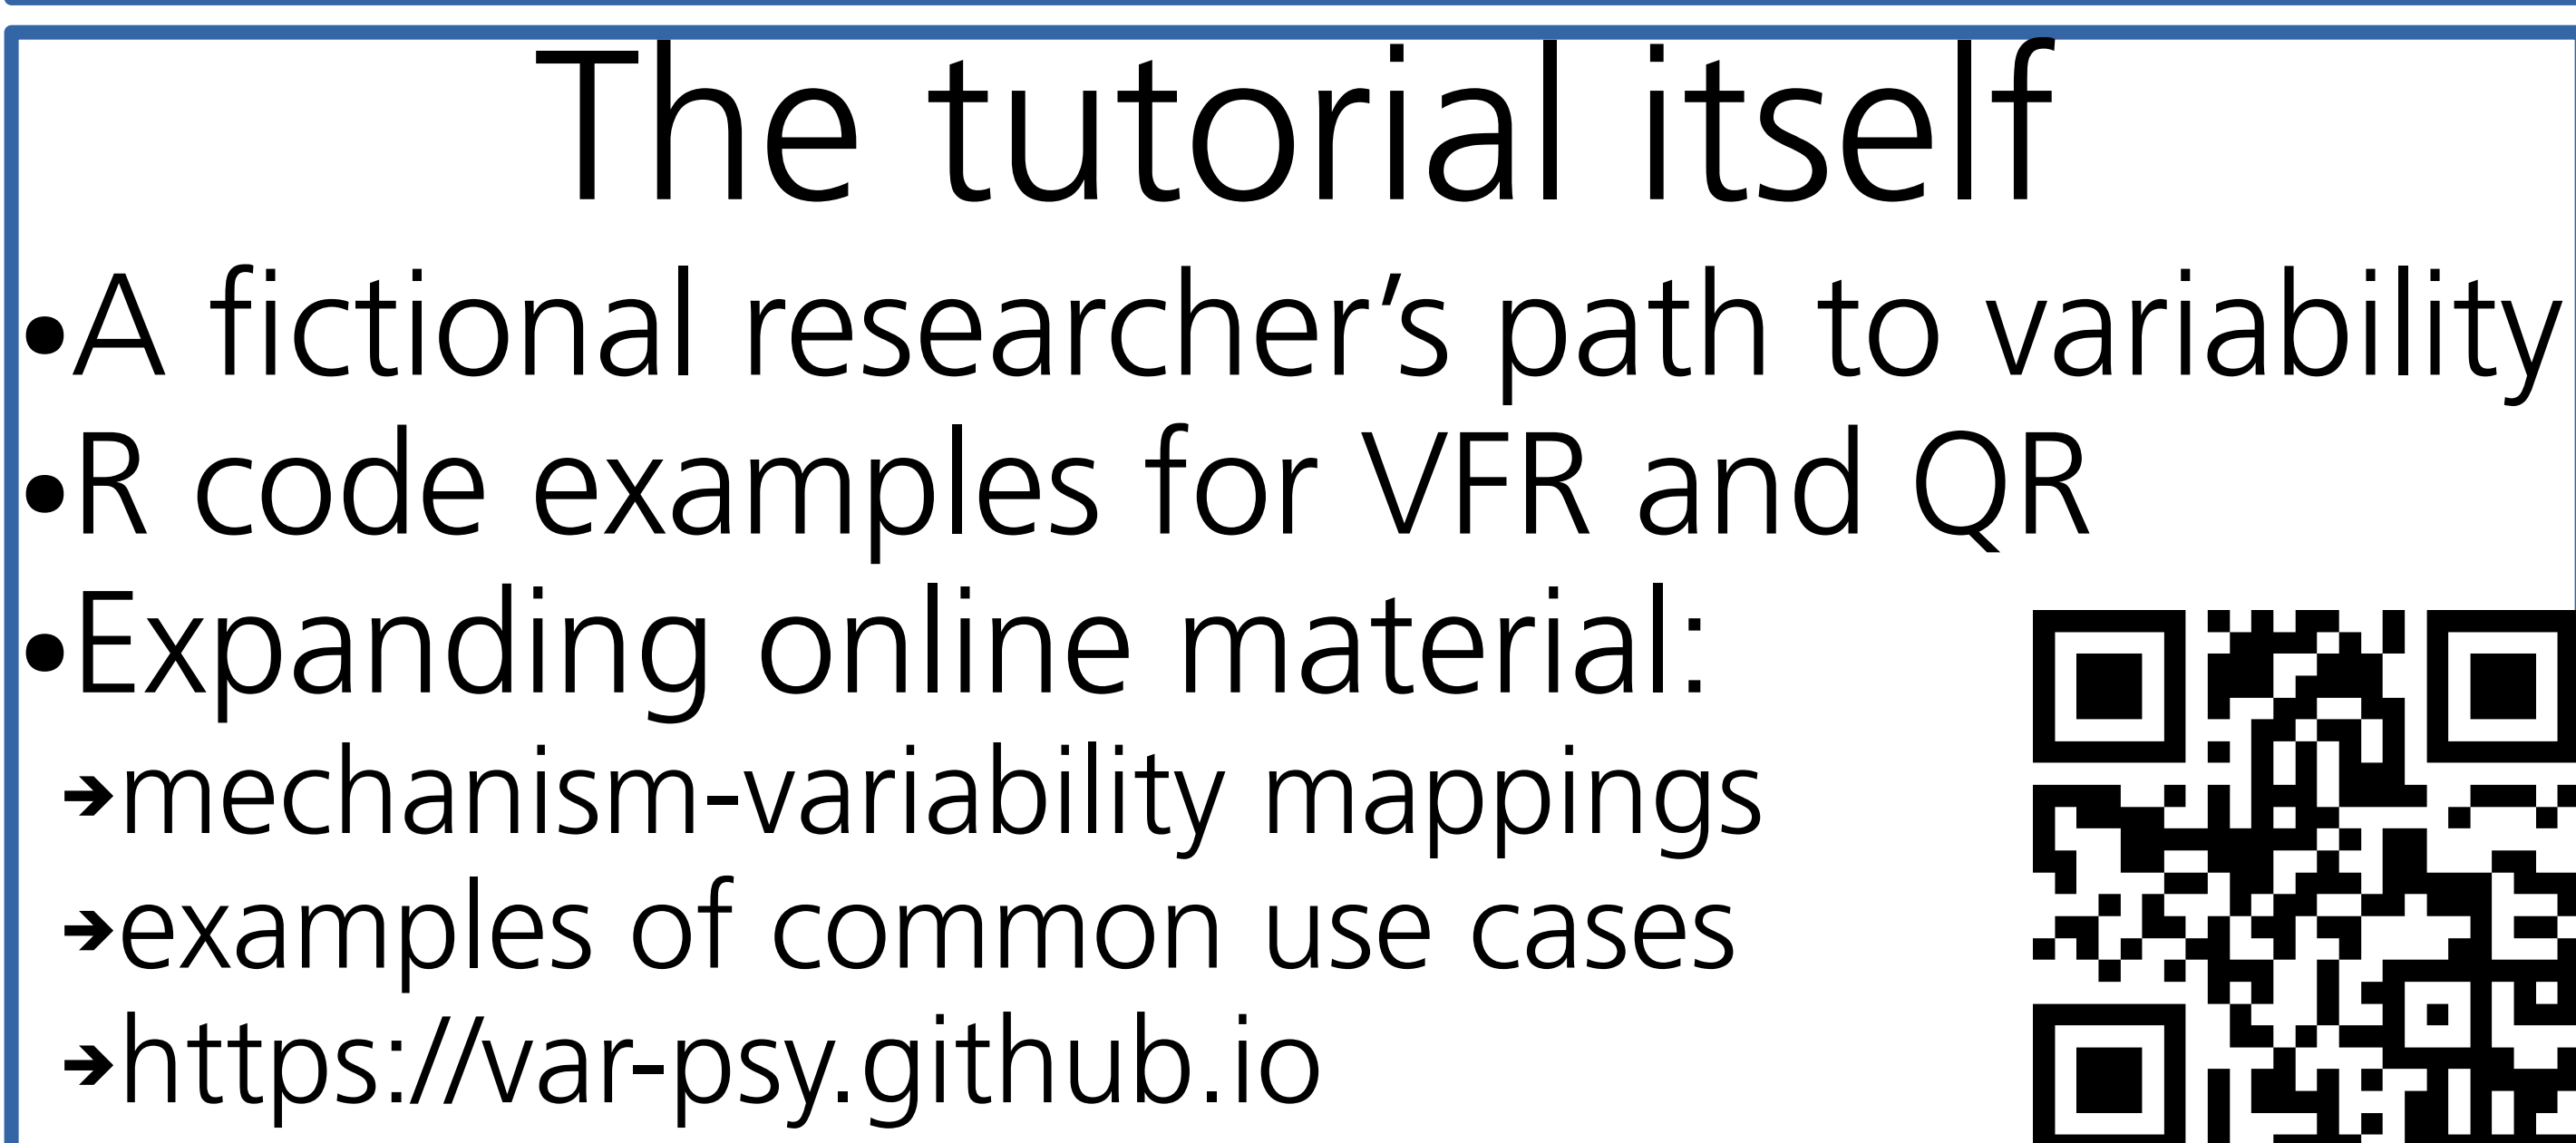 The tutorial itself
•A fictional researcher’s path to variability
•R code examples for VFR and QR
•Expanding online material:
➔mechanism-variability mappings
➔examples of common use cases
➔https://var-psy.github.io